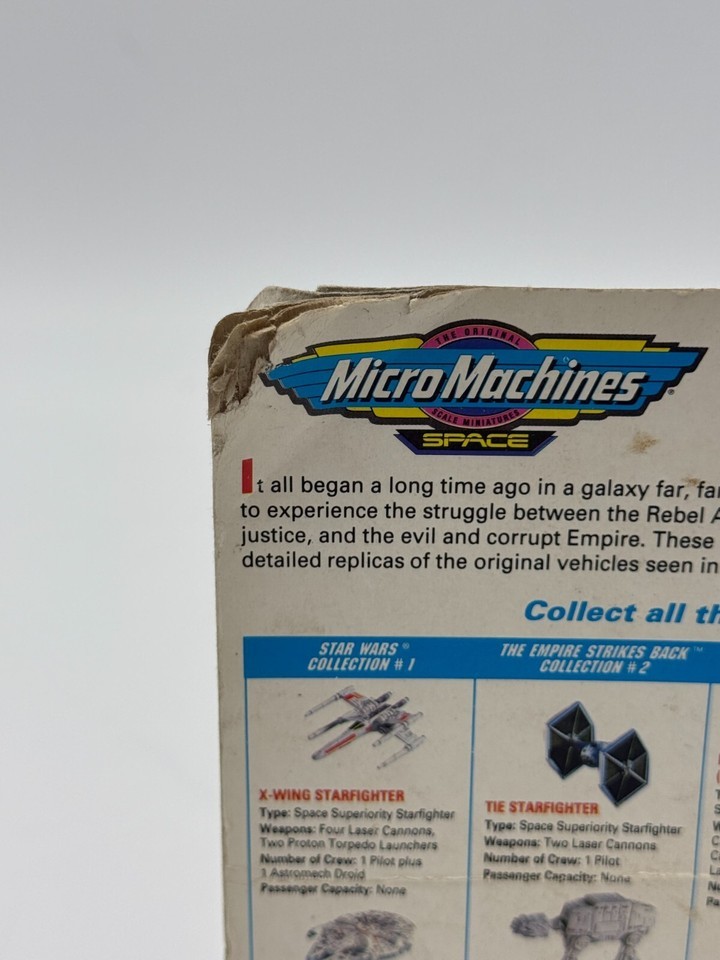 THE ORIGINAL
MicroMachines®
SCALE MINIATURES
SPACE
It all began a long time ago in a galaxy far,
to experience the struggle between the Rebel
justice, and the evil and corrupt Empire. These
detailed replicas of the original vehicles seen in
Collect all
STAR WARS®
COLLECTION #1
X-WING STARFIGHTER
Type: Space Superiority Starfighter
Weapons: Four Laser Cannons,
Two Proton Torpedo Launchers
Number of Crew: 1 Pilot plus
1 Astromech Droid
Passenger Capacity: None
THE EMPIRE STRIKES BACK™
COLLECTION #2
TIE STARFIGHTER
Type: Space Superiority Starfighter
Weapons: Two Laser Cannons
Number of Crew: 1 Pilot
Passenger Capacity: None